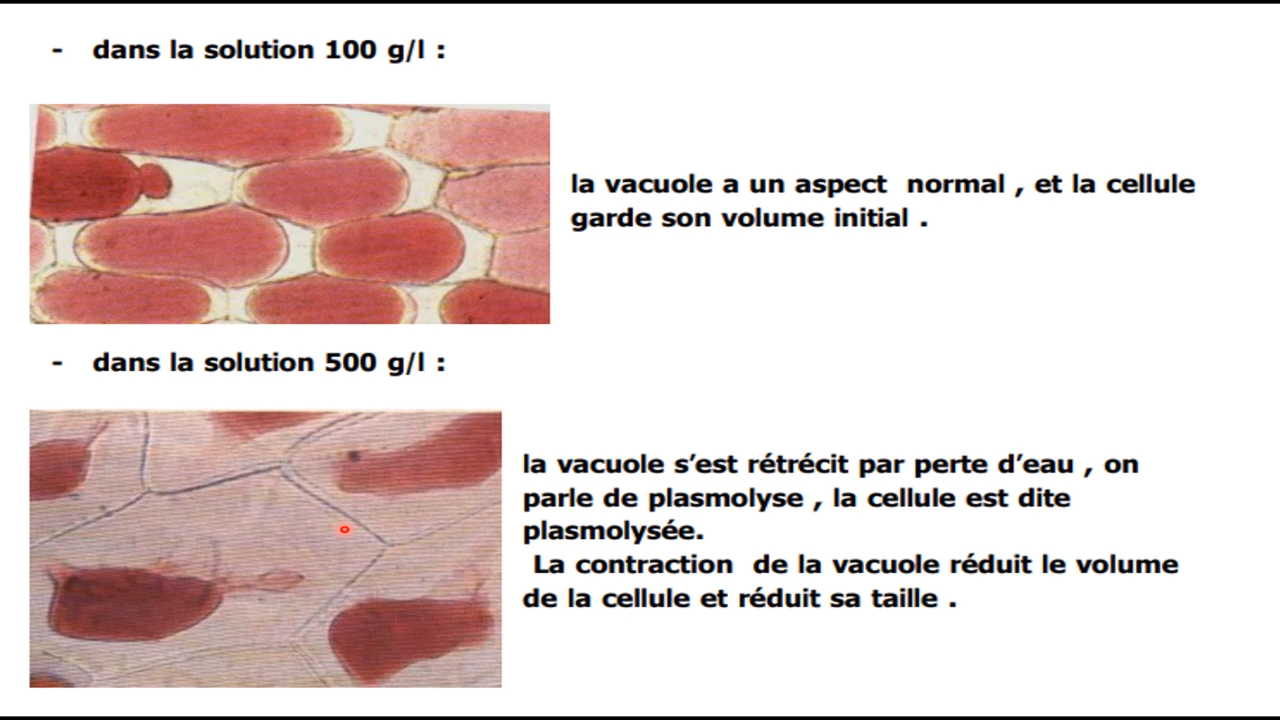 - dans la solution 100 g/l :
la vacuole a un aspect normal , et la cellule
garde son volume initial .
- dans la solution 500 g/l :
la vacuole s’est rétrécit par perte d’eau , on
parle de plasmolyse , la cellule est dite
plasmolysée.
La contraction de la vacuole réduit le volume
de la cellule et réduit sa taille .